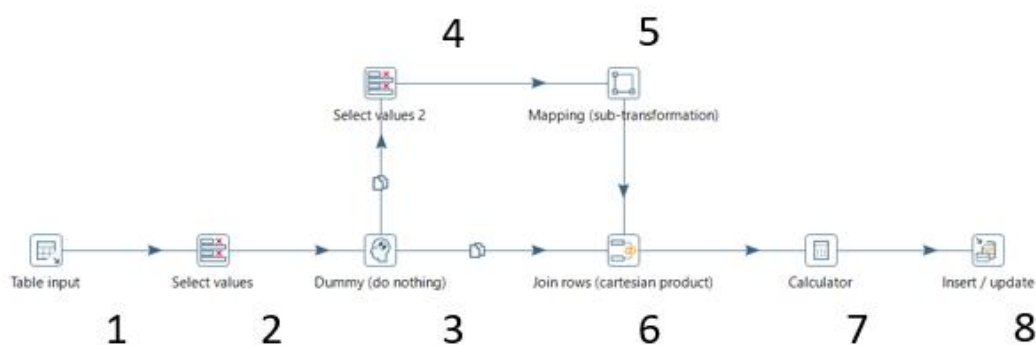 4 5
Select values 2 Mapping (sub-transformation)
Table input Select values Dummy (do nothing) Join rows (cartesian product) Calculator Insert / update
1 2 3 6 7 8